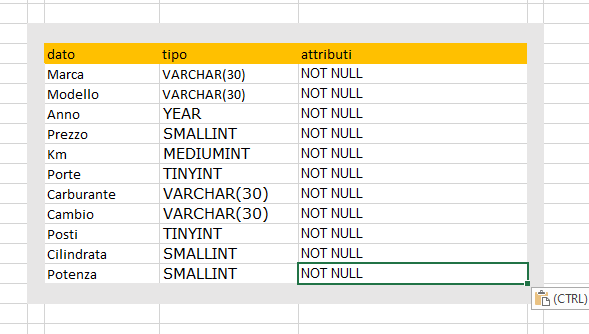 dato tipo attributi
Marca VARCHAR(30) NOT NULL
Modello VARCHAR(30) NOT NULL
Anno YEAR NOT NULL
Prezzo SMALLINT NOT NULL
Km MEDIUMINT NOT NULL
Porte TINYINT NOT NULL
Carburante VARCHAR(30) NOT NULL
Cambio VARCHAR(30) NOT NULL
Posti TINYINT NOT NULL
Cilindrata SMALLINT NOT NULL
Potenza SMALLINT NOT NULL
(CTRL)